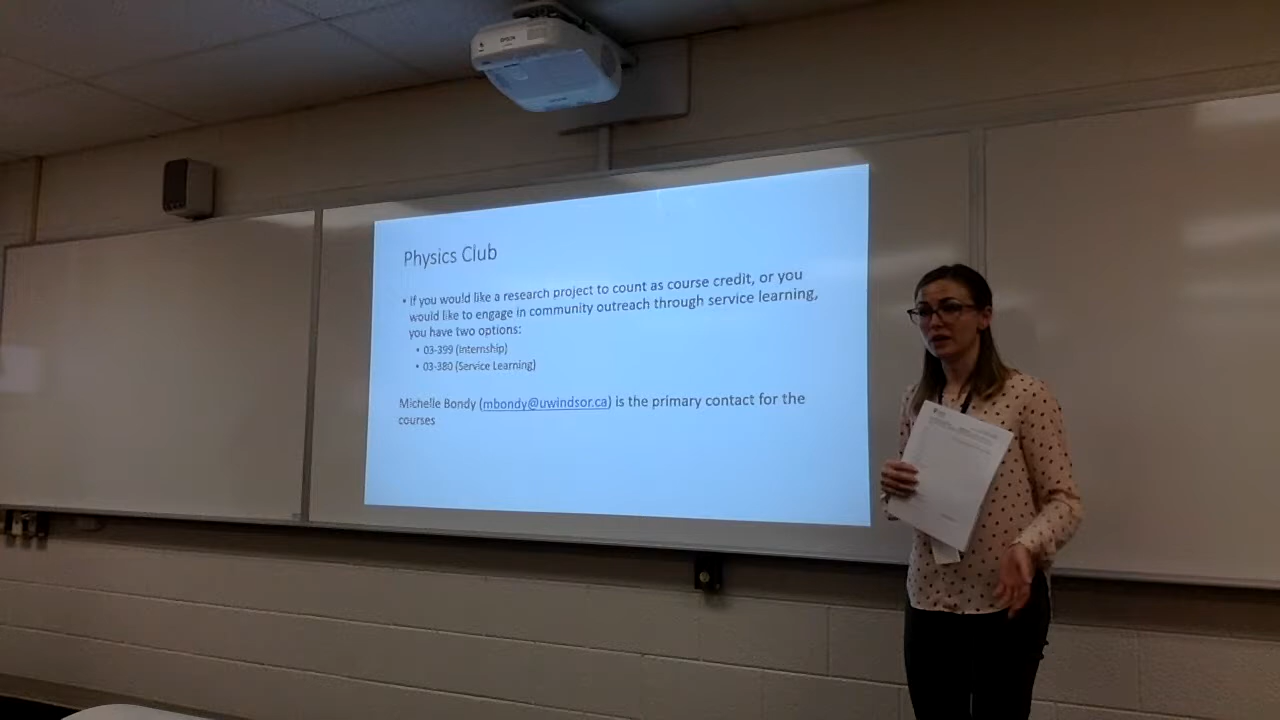 EPSON
Physics Club
• If you would like a research project to count as course credit, or you
would like to engage in community outreach through service learning,
you have two options:
• 03-399 (Internship)
• 03-380 (Service Learning)
Michelle Bondy (mbondy@uwindsor.ca) is the primary contact for the
courses